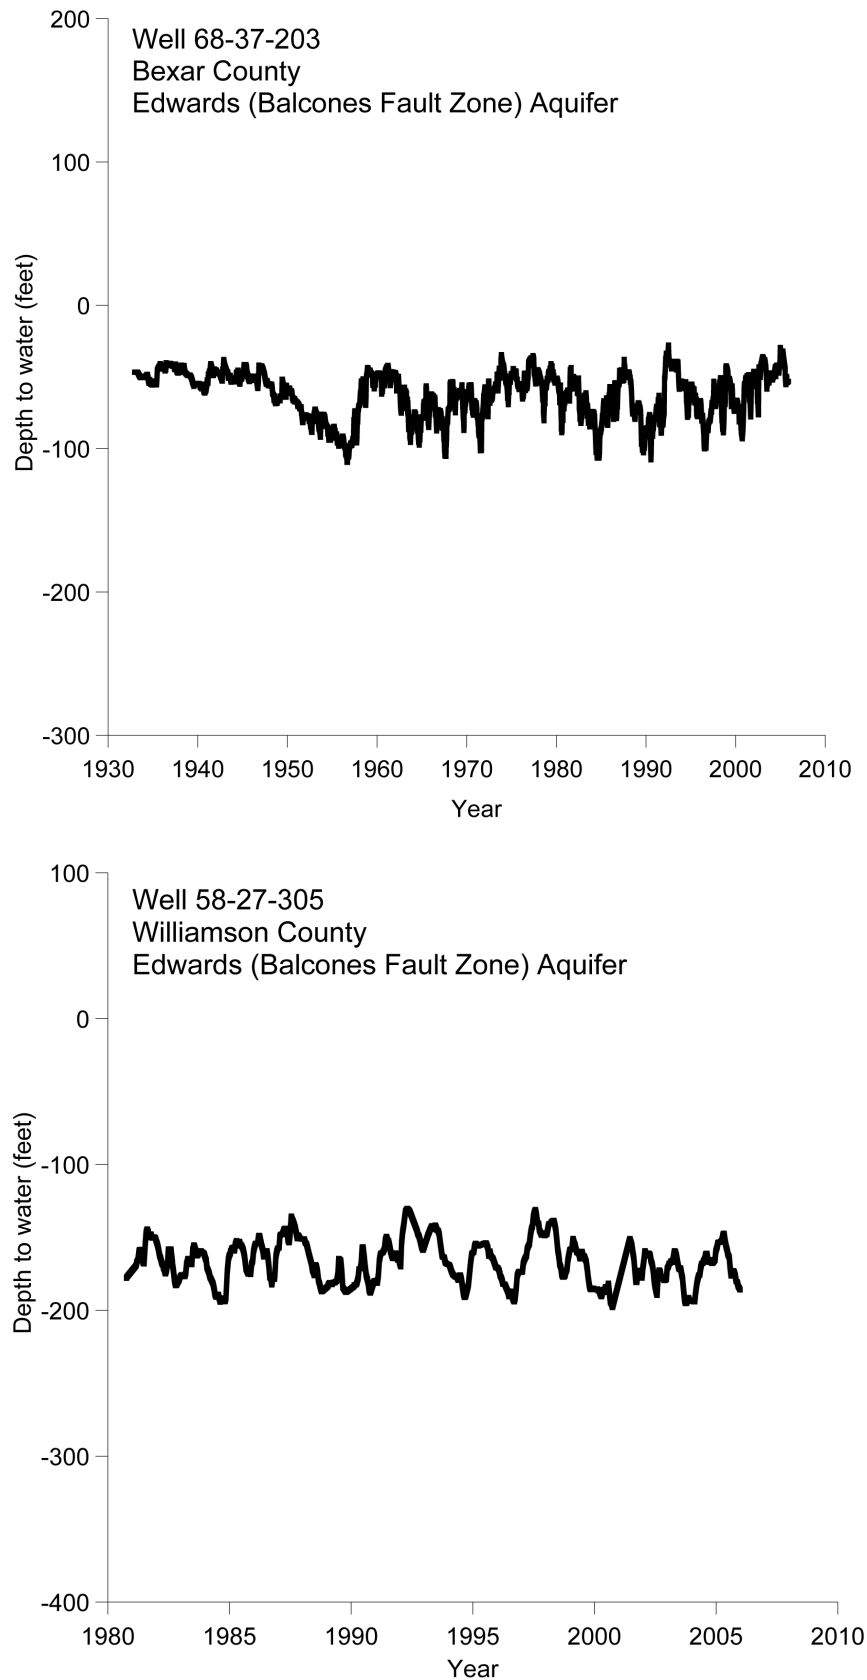 200
Well 68-37-203
Bexar County
Edwards (Balcones Fault Zone) Aquifer
100
0
Depth to water (feet)
-100
-200
-300
1930 1940 1950 1960 1970 1980 1990 2000 2010
Year
100
Well 58-27-305
Williamson County
Edwards (Balcones Fault Zone) Aquifer
0
Depth to water (feet)
-100
-200
-300
-400
1980 1985 1990 1995 2000 2005 2010
Year